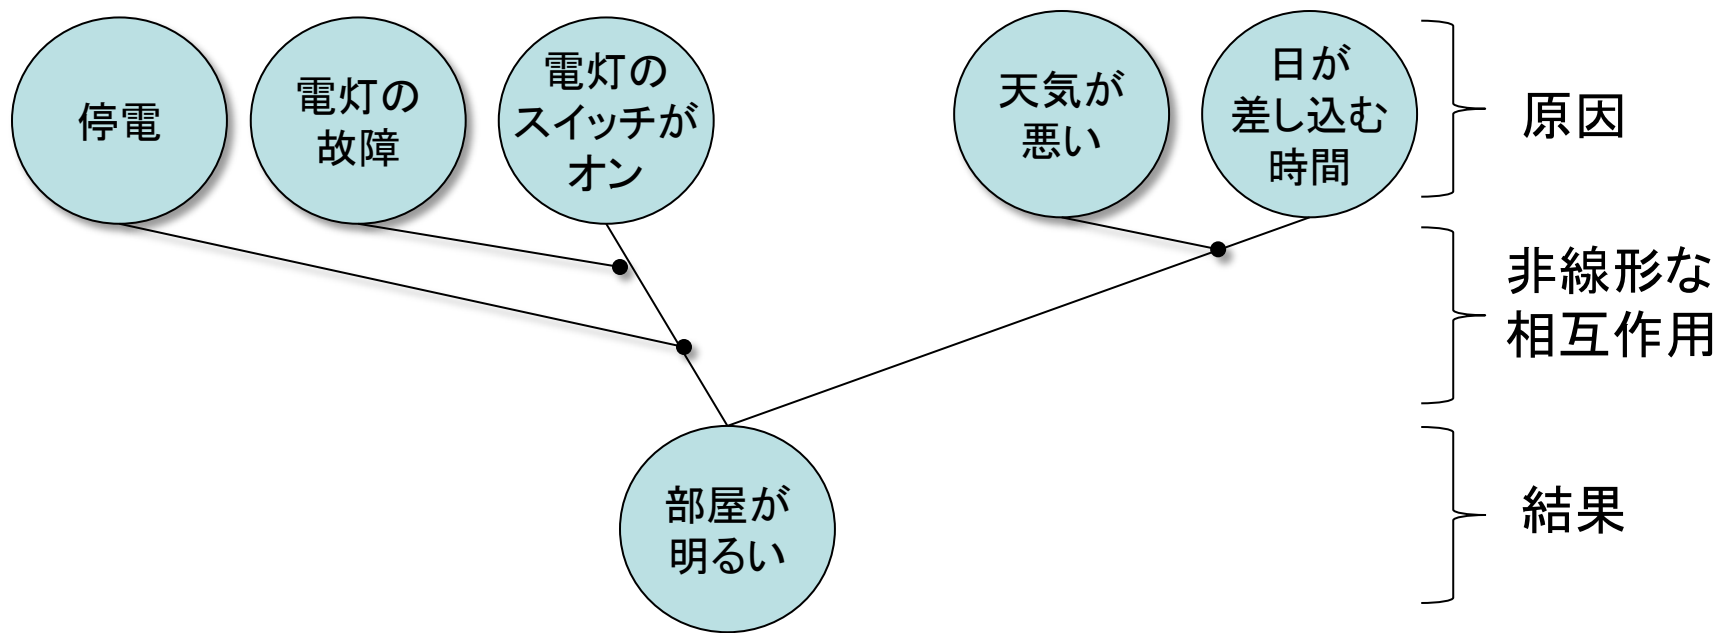 停電
電灯の
故障
電灯の
スイッチが
オン
天気が
悪い
日が
差し込む
時間
原因
非線形な
相互作用
部屋が
明るい
結果